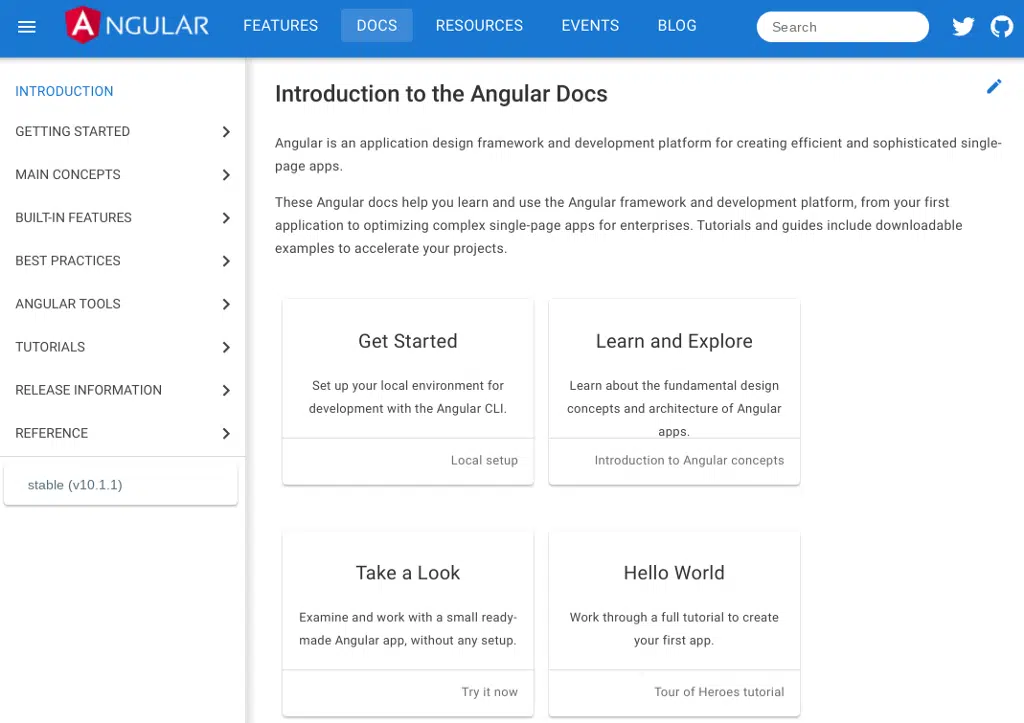 ANGULAR
FEATURES
DOCS
RESOURCES
EVENTS
BLOG
Search
INTRODUCTION
GETTING STARTED
MAIN CONCEPTS
BUILT-IN FEATURES
BEST PRACTICES
ANGULAR TOOLS
TUTORIALS
RELEASE INFORMATION
REFERENCE
stable (v10.1.1)
Introduction to the Angular Docs
Angular is an application design framework and development platform for creating efficient and sophisticated single-
page apps.
These Angular docs help you learn and use the Angular framework and development platform, from your first
application to optimizing complex single-page apps for enterprises. Tutorials and guides include downloadable
examples to accelerate your projects.
Get Started
Set up your local environment for
development with the Angular CLI.
Local setup
Learn and Explore
Learn about the fundamental design
concepts and architecture of Angular
apps.
Introduction to Angular concepts
Take a Look
Examine and work with a small ready-
made Angular app, without any setup.
Try it now
Hello World
Work through a full tutorial to create
your first app.
Tour of Heroes tutorial